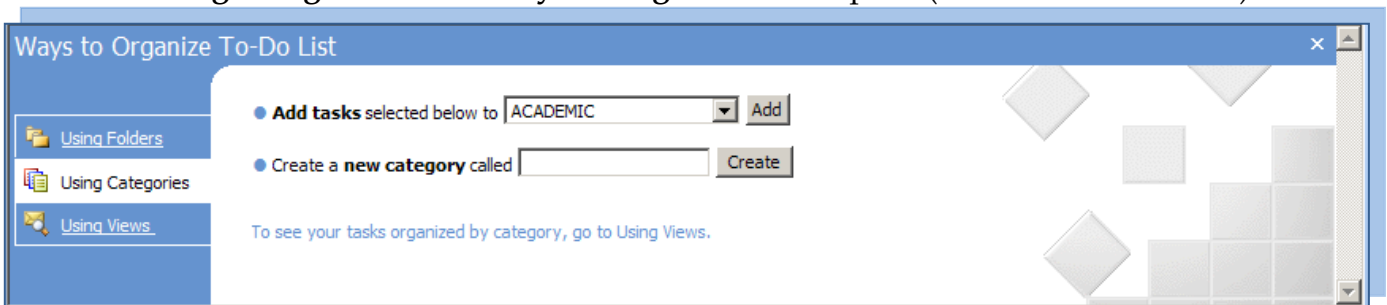 Ways to Organize To-Do List
Add tasks selected below to ACADEMIC Add
Using Folders
Create a new category called Create
Using Categories
Using Views
To see your tasks organized by category, go to Using Views.